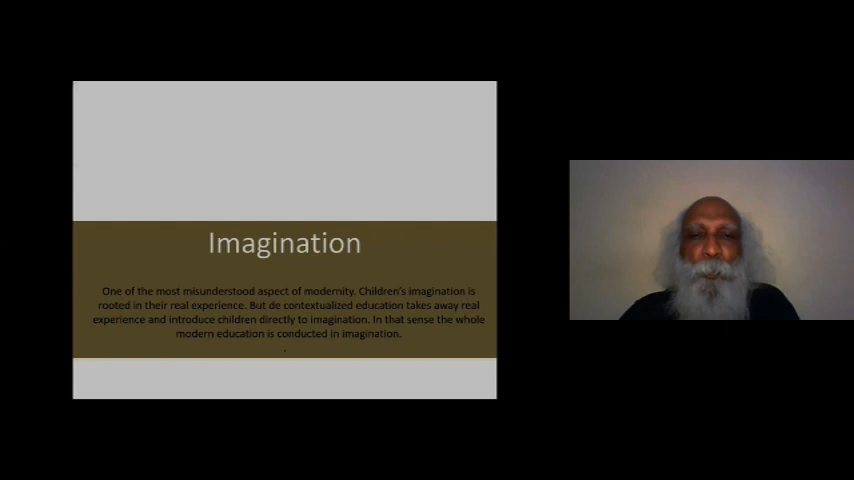 Imagination
One of the most misunderstood aspect of modernity. Children's imagination is
rooted in their real experience. But de contextualized education takes away real
experience and introduce children directly to imagination. In that sense the whole
modern education is conducted in imagination.
.